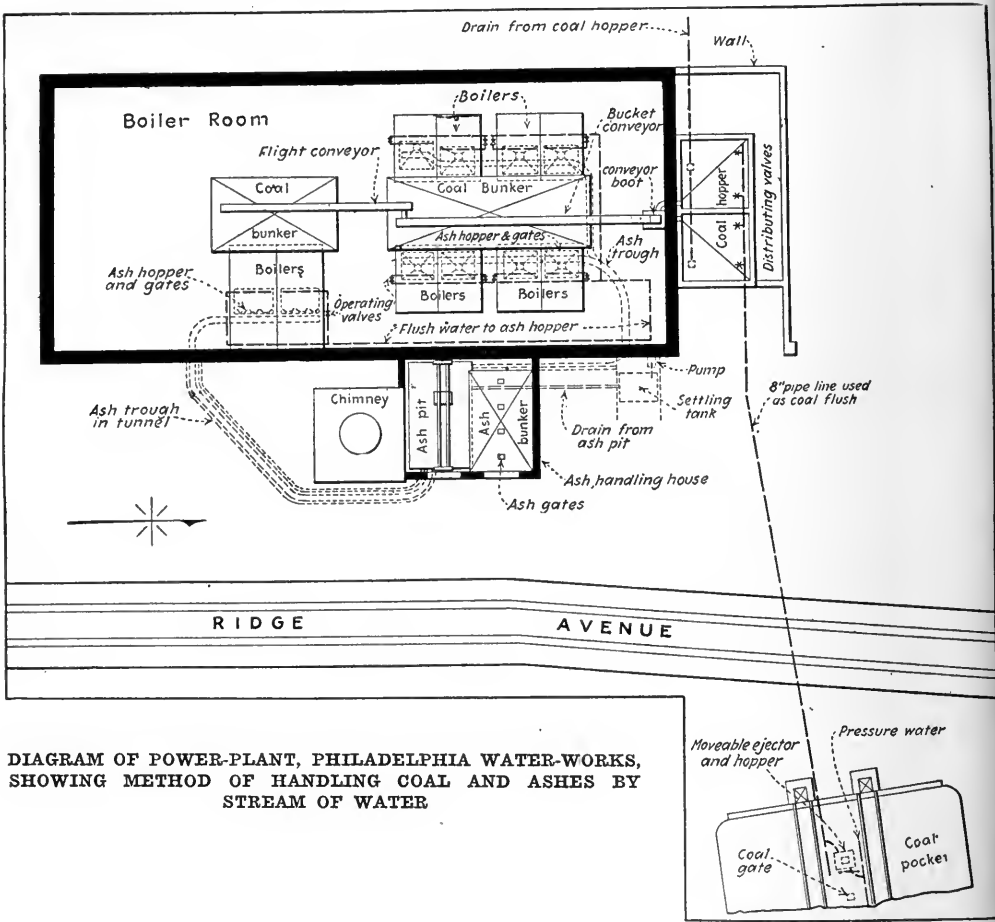 Drain from coal hopper
Wall
Boiler Room
Boilers
Bucket
conveyor
Flight conveyor
conveyor
boot
Coal
bunker
Coal Bunker
Coal hopper
Distributing valves
Ash hopper & gates
Ash
trough
Boilers
Ash hopper
and gates
Operating
valves
Boilers
Boilers
Flush water to ash hopper
Pump
Settling
tank
8" pipe line used
as coal flush
Chimney
Ash pit
Ash
bunker
Drain from
ash pit
Ash trough
in tunnel
Ash handling house
Ash gates
RIDGE AVENUE
DIAGRAM OF POWER-PLANT, PHILADELPHIA WATER-WORKS,
SHOWING METHOD OF HANDLING COAL AND ASHES BY
STREAM OF WATER
Moveable ejector
and hopper
Pressure water
Coal
gate
Coal
pocket